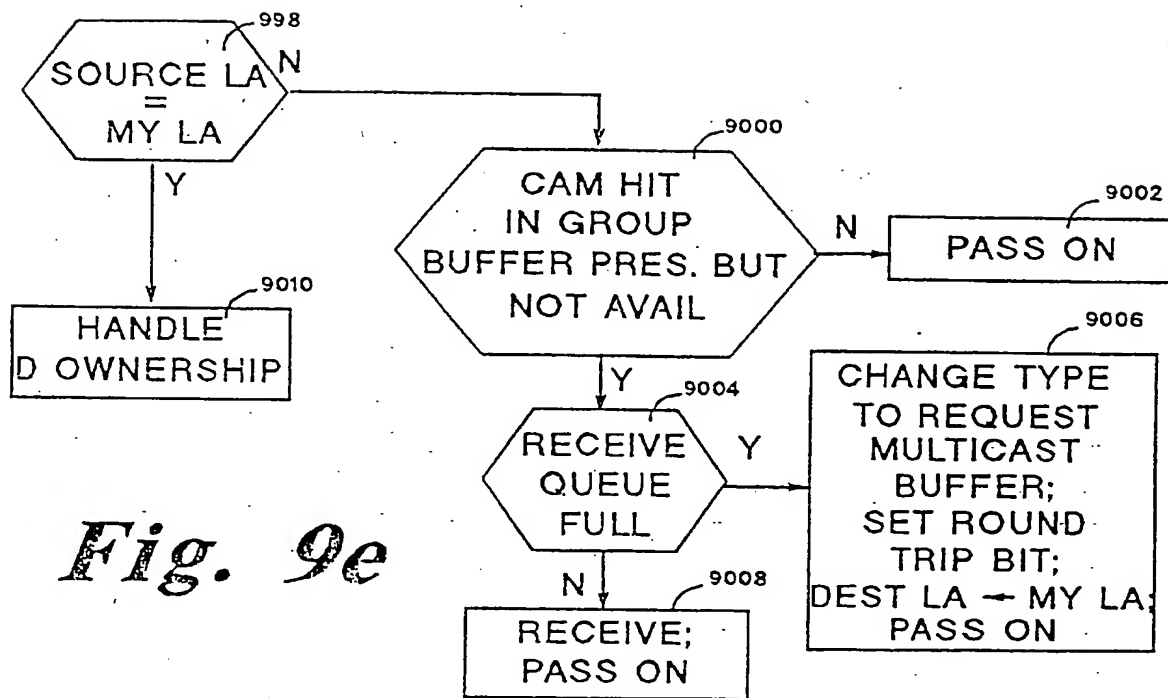 998
SOURCE LA
=
MY LA
N
Y
9010
HANDLE
D OWNERSHIP
9000
CAM HIT
IN GROUP
BUFFER PRES. BUT
NOT AVAIL
N
9002
PASS ON
Y
9004
RECEIVE
QUEUE
FULL
Y
9006
CHANGE TYPE
TO REQUEST
MULTICAST
BUFFER;
SET ROUND
TRIP BIT;
DEST LA ← MY LA;
PASS ON
N
9008
RECEIVE;
PASS ON
Fig. 9e